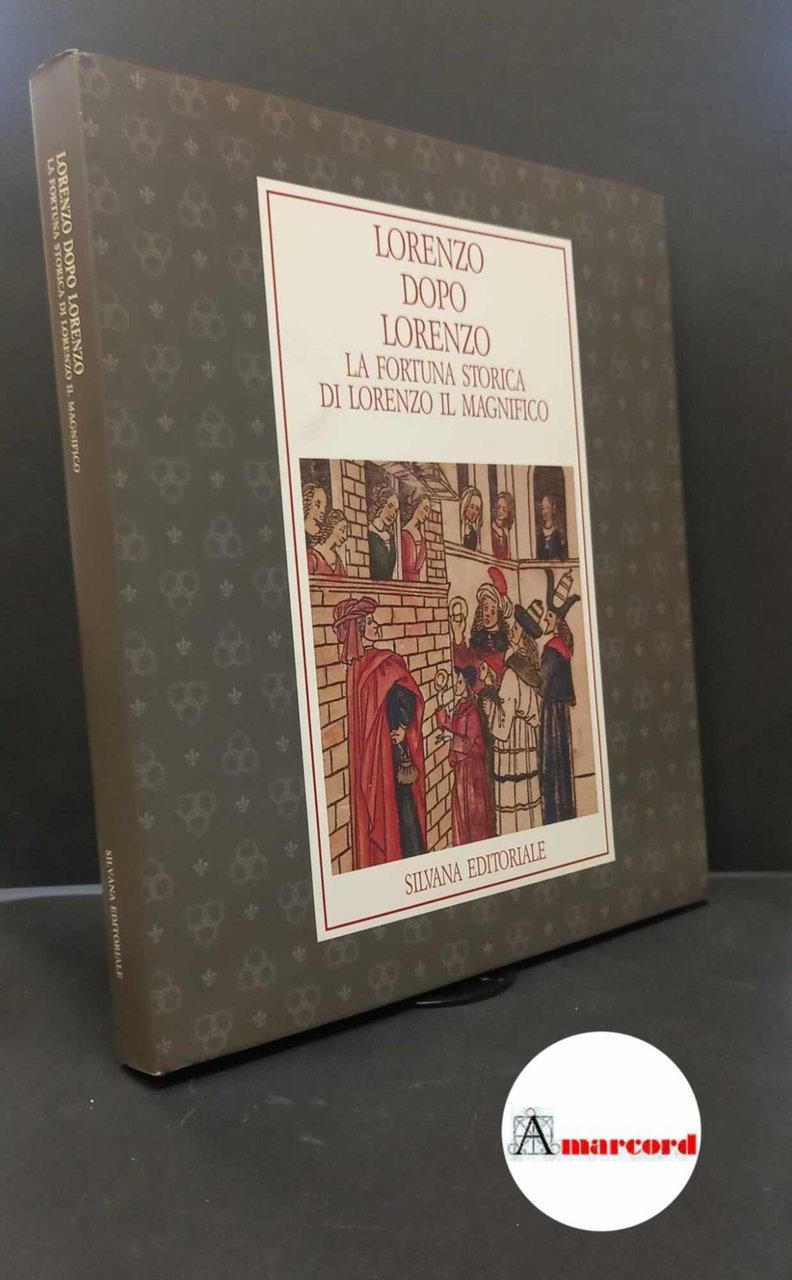 LORENZO
DOPO
LORENZO
LA FORTUNA STORICA
DI LORENZO IL MAGNIFICO
SILVANA EDITORIALE
LORENZO DOPO LORENZO
LA FORTUNA STORICA DI LORENZO IL MAGNIFICO
SILVANA EDITORIALE
Amarcord